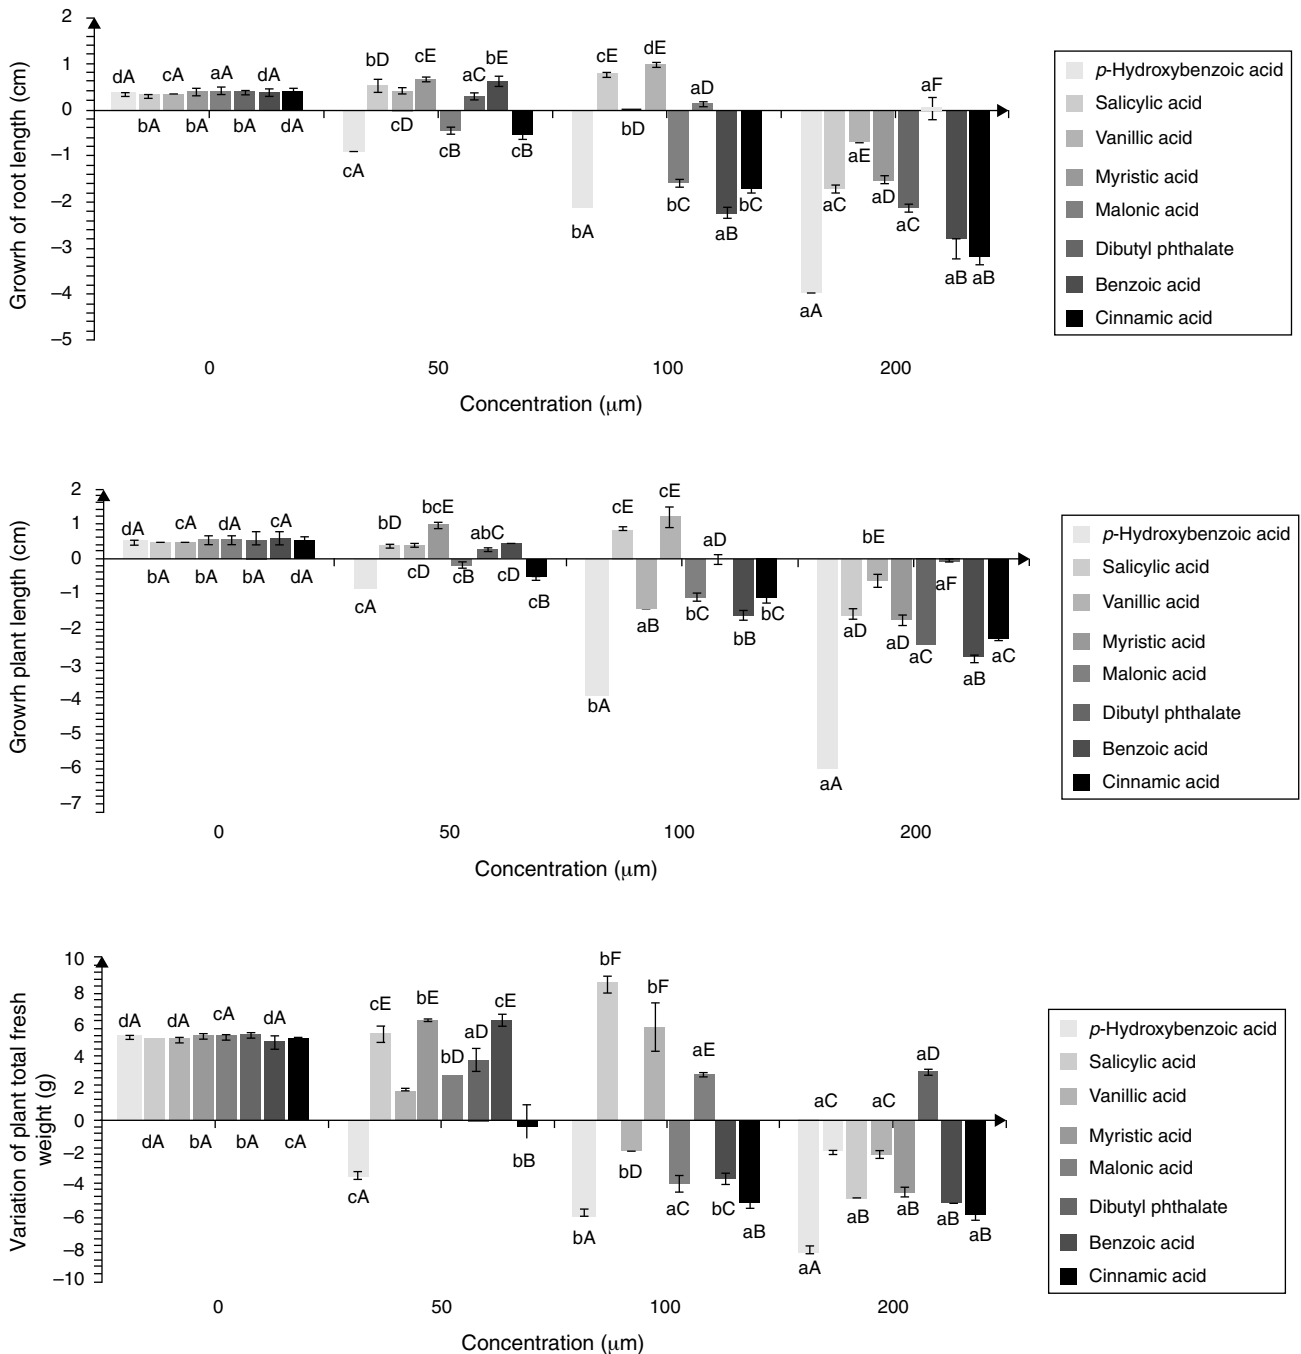 2
1
0
−1
−2
−3
−4
−5
Growrh of root length (cm)
dA cA aA dA
bA bA bA dA
bD cE aC bE
cA cD cB cB
cE dE aD
bA bD bC aB bC
aF
aA aC aE aD aC aB aB
0 50 100 200
Concentration (μm)
p-Hydroxybenzoic acid
Salicylic acid
Vanillic acid
Myristic acid
Malonic acid
Dibutyl phthalate
Benzoic acid
Cinnamic acid
2
1
0
−1
−2
−3
−4
−5
−6
−7
Growrh plant length (cm)
dA cA dA cA
bA bA bA dA
bD bcE abC
cA cD cB cD cB
cE cE aD
bA aB bC bB bC
bE
aA aD aD aC aF aB aC
0 50 100 200
Concentration (μm)
p-Hydroxybenzoic acid
Salicylic acid
Vanillic acid
Myristic acid
Malonic acid
Dibutyl phthalate
Benzoic acid
Cinnamic acid
10
8
6
4
2
0
−2
−4
−6
−8
−10
Variation of plant total fresh
weight (g)
dA dA cA dA
dA bA bA cA
cE bE bD aD cE
cA bB
bF bF aE
bA bD aC bC aB
aC aC aD
aA aB aB aB aB
0 50 100 200
Concentration (μm)
p-Hydroxybenzoic acid
Salicylic acid
Vanillic acid
Myristic acid
Malonic acid
Dibutyl phthalate
Benzoic acid
Cinnamic acid